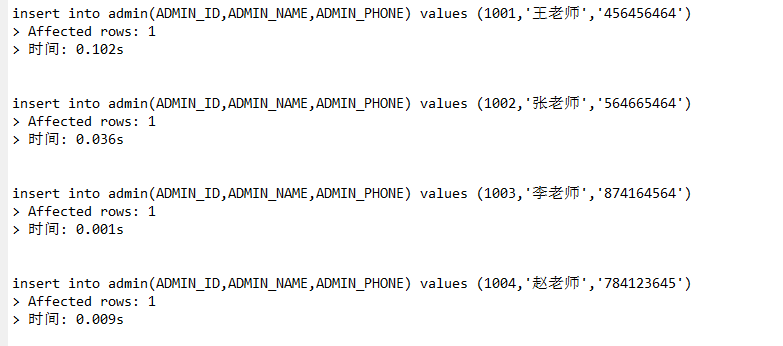 insert into admin(ADMIN_ID,ADMIN_NAME,ADMIN_PHONE) values (1001,'王老师','456456464')
> Affected rows: 1
> 时间: 0.102s
insert into admin(ADMIN_ID,ADMIN_NAME,ADMIN_PHONE) values (1002,'张老师','564665464')
> Affected rows: 1
> 时间: 0.036s
insert into admin(ADMIN_ID,ADMIN_NAME,ADMIN_PHONE) values (1003,'李老师','874164564')
> Affected rows: 1
> 时间: 0.001s
insert into admin(ADMIN_ID,ADMIN_NAME,ADMIN_PHONE) values (1004,'赵老师','784123645')
> Affected rows: 1
> 时间: 0.009s